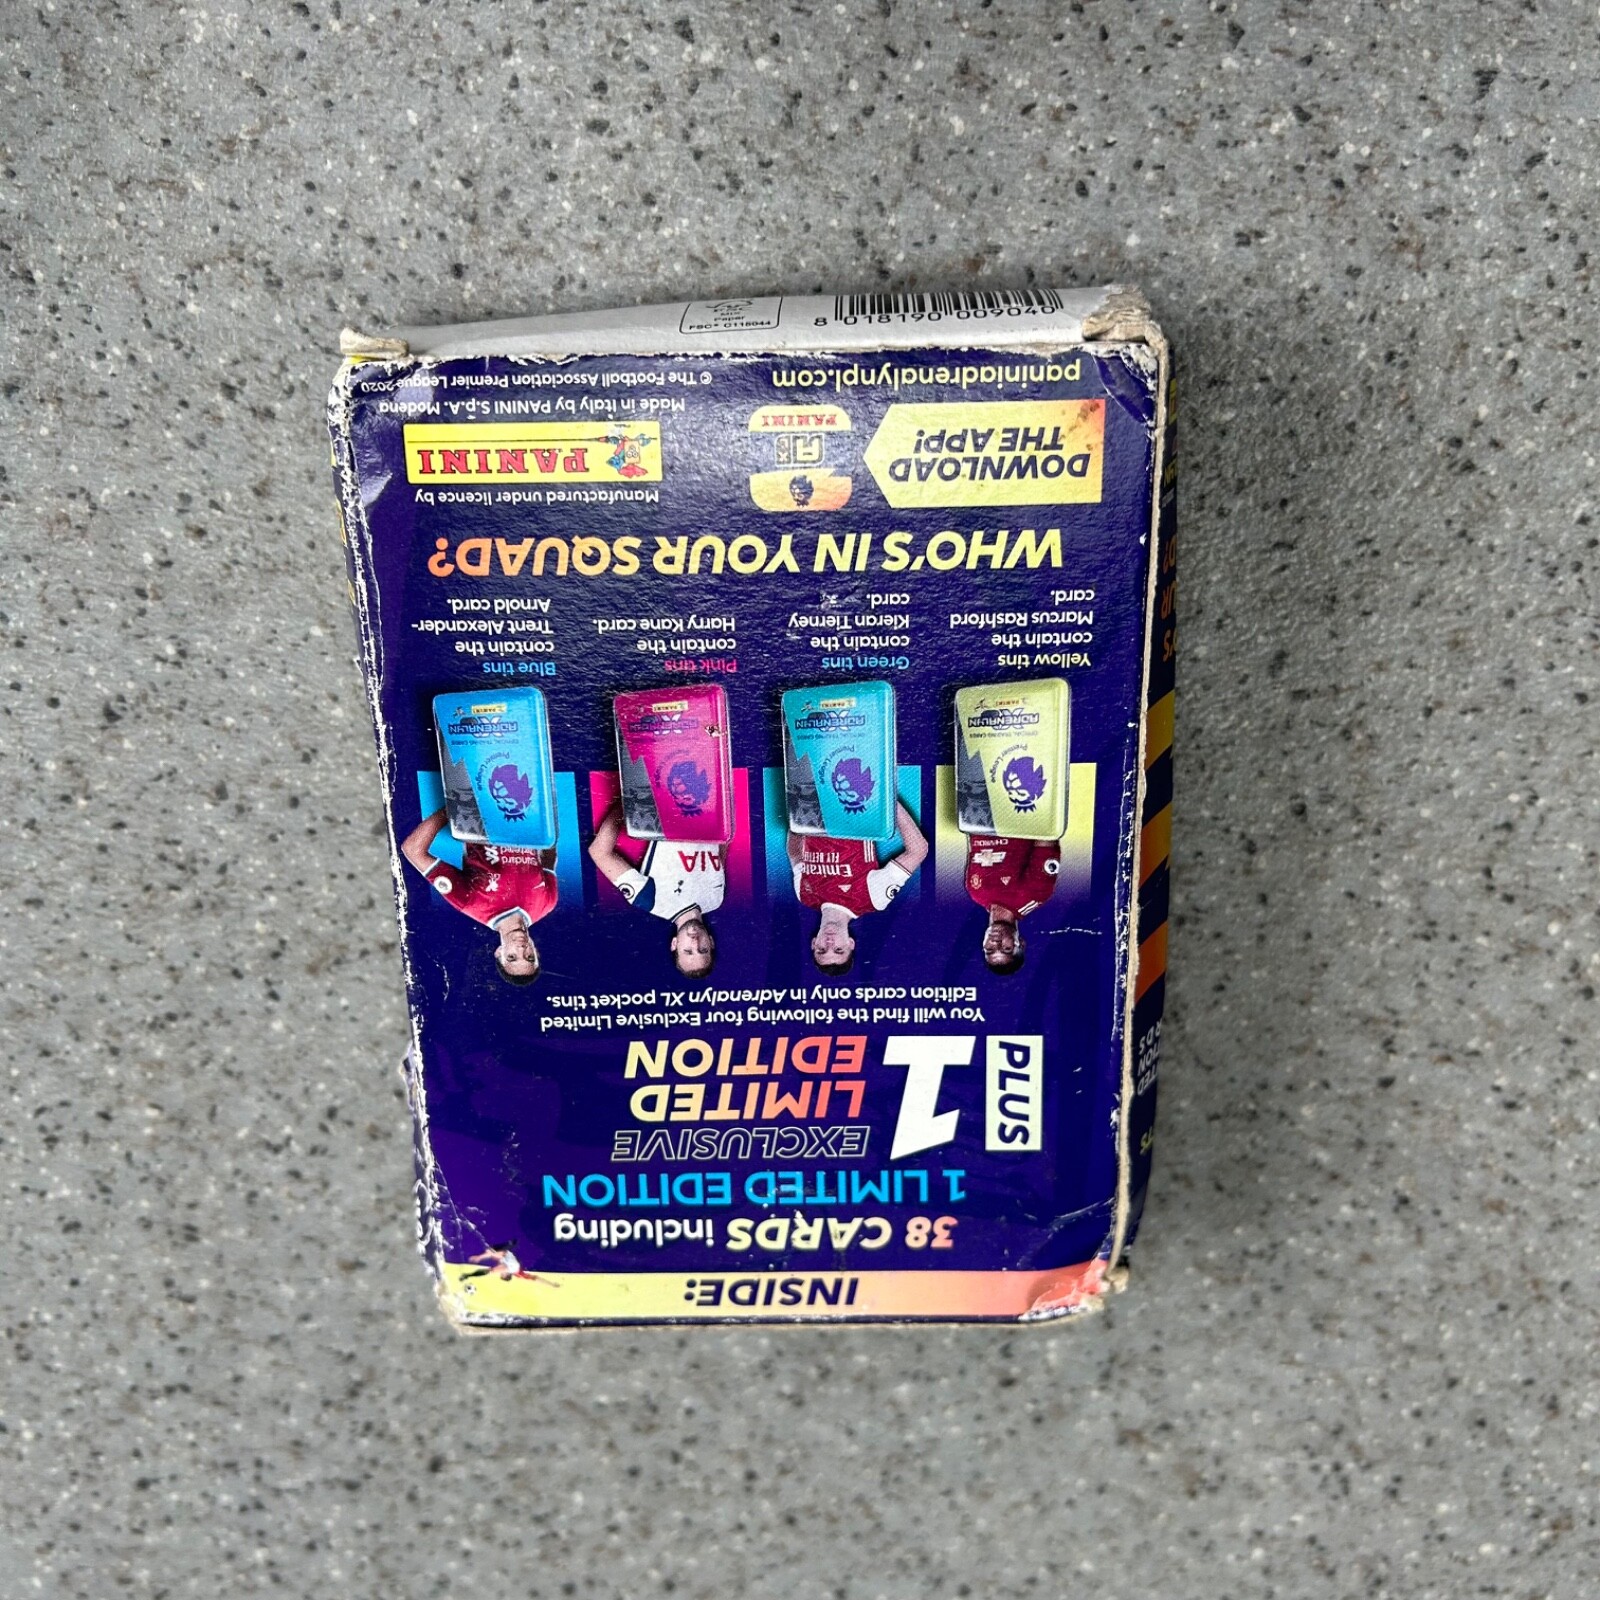 INSIDE:
38 CARDS including
1 LIMITED EDITION
PLUS
1
EXCLUSIVE
LIMITED
EDITION
You will find the following four Exclusive Limited
Edition cards only in Adrenalyn XL pocket tins.
Yellow tins
contain the
Marcus Rashford
card.
Green tins
contain the
Kieran Tierney
card.
Pink tins
contain the
Harry Kane card.
Blue tins
contain the
Trent Alexander-
Arnold card.
WHO'S IN YOUR SQUAD?
DOWNLOAD
THE APP!
PANINI
paniniadrenalynpl.com
Manufactured under licence by
PANINI
Made in Italy by PANINI S.p.A. Modena
© The Football Association Premier League 2020
8 018190 009040
MIX
Paper
FSC® C118044